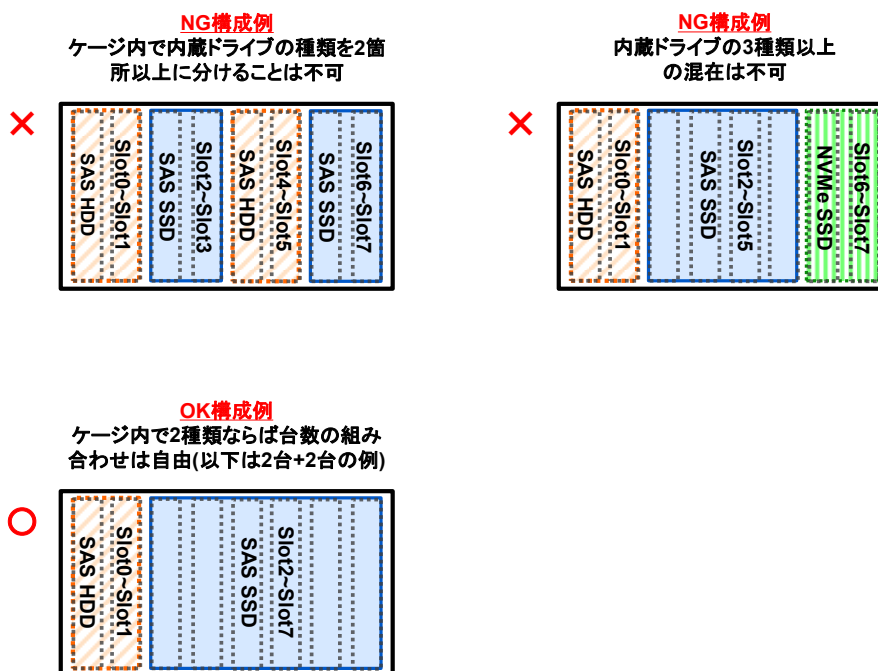 NG構成例
ケージ内で内蔵ドライブの種類を2箇
所以上に分けることは不可
×
Slot0~Slot1
SAS HDD
Slot2~Slot3
SAS SSD
Slot4~Slot5
SAS HDD
Slot6~Slot7
SAS SSD
NG構成例
内蔵ドライブの3種類以上
の混在は不可
×
Slot0~Slot1
SAS HDD
Slot2~Slot5
SAS SSD
Slot6~Slot7
NVMe SSD
OK構成例
ケージ内で2種類ならば台数の組み
合わせは自由(以下は2台+2台の例)
○
Slot0~Slot1
SAS HDD
Slot2~Slot7
SAS SSD